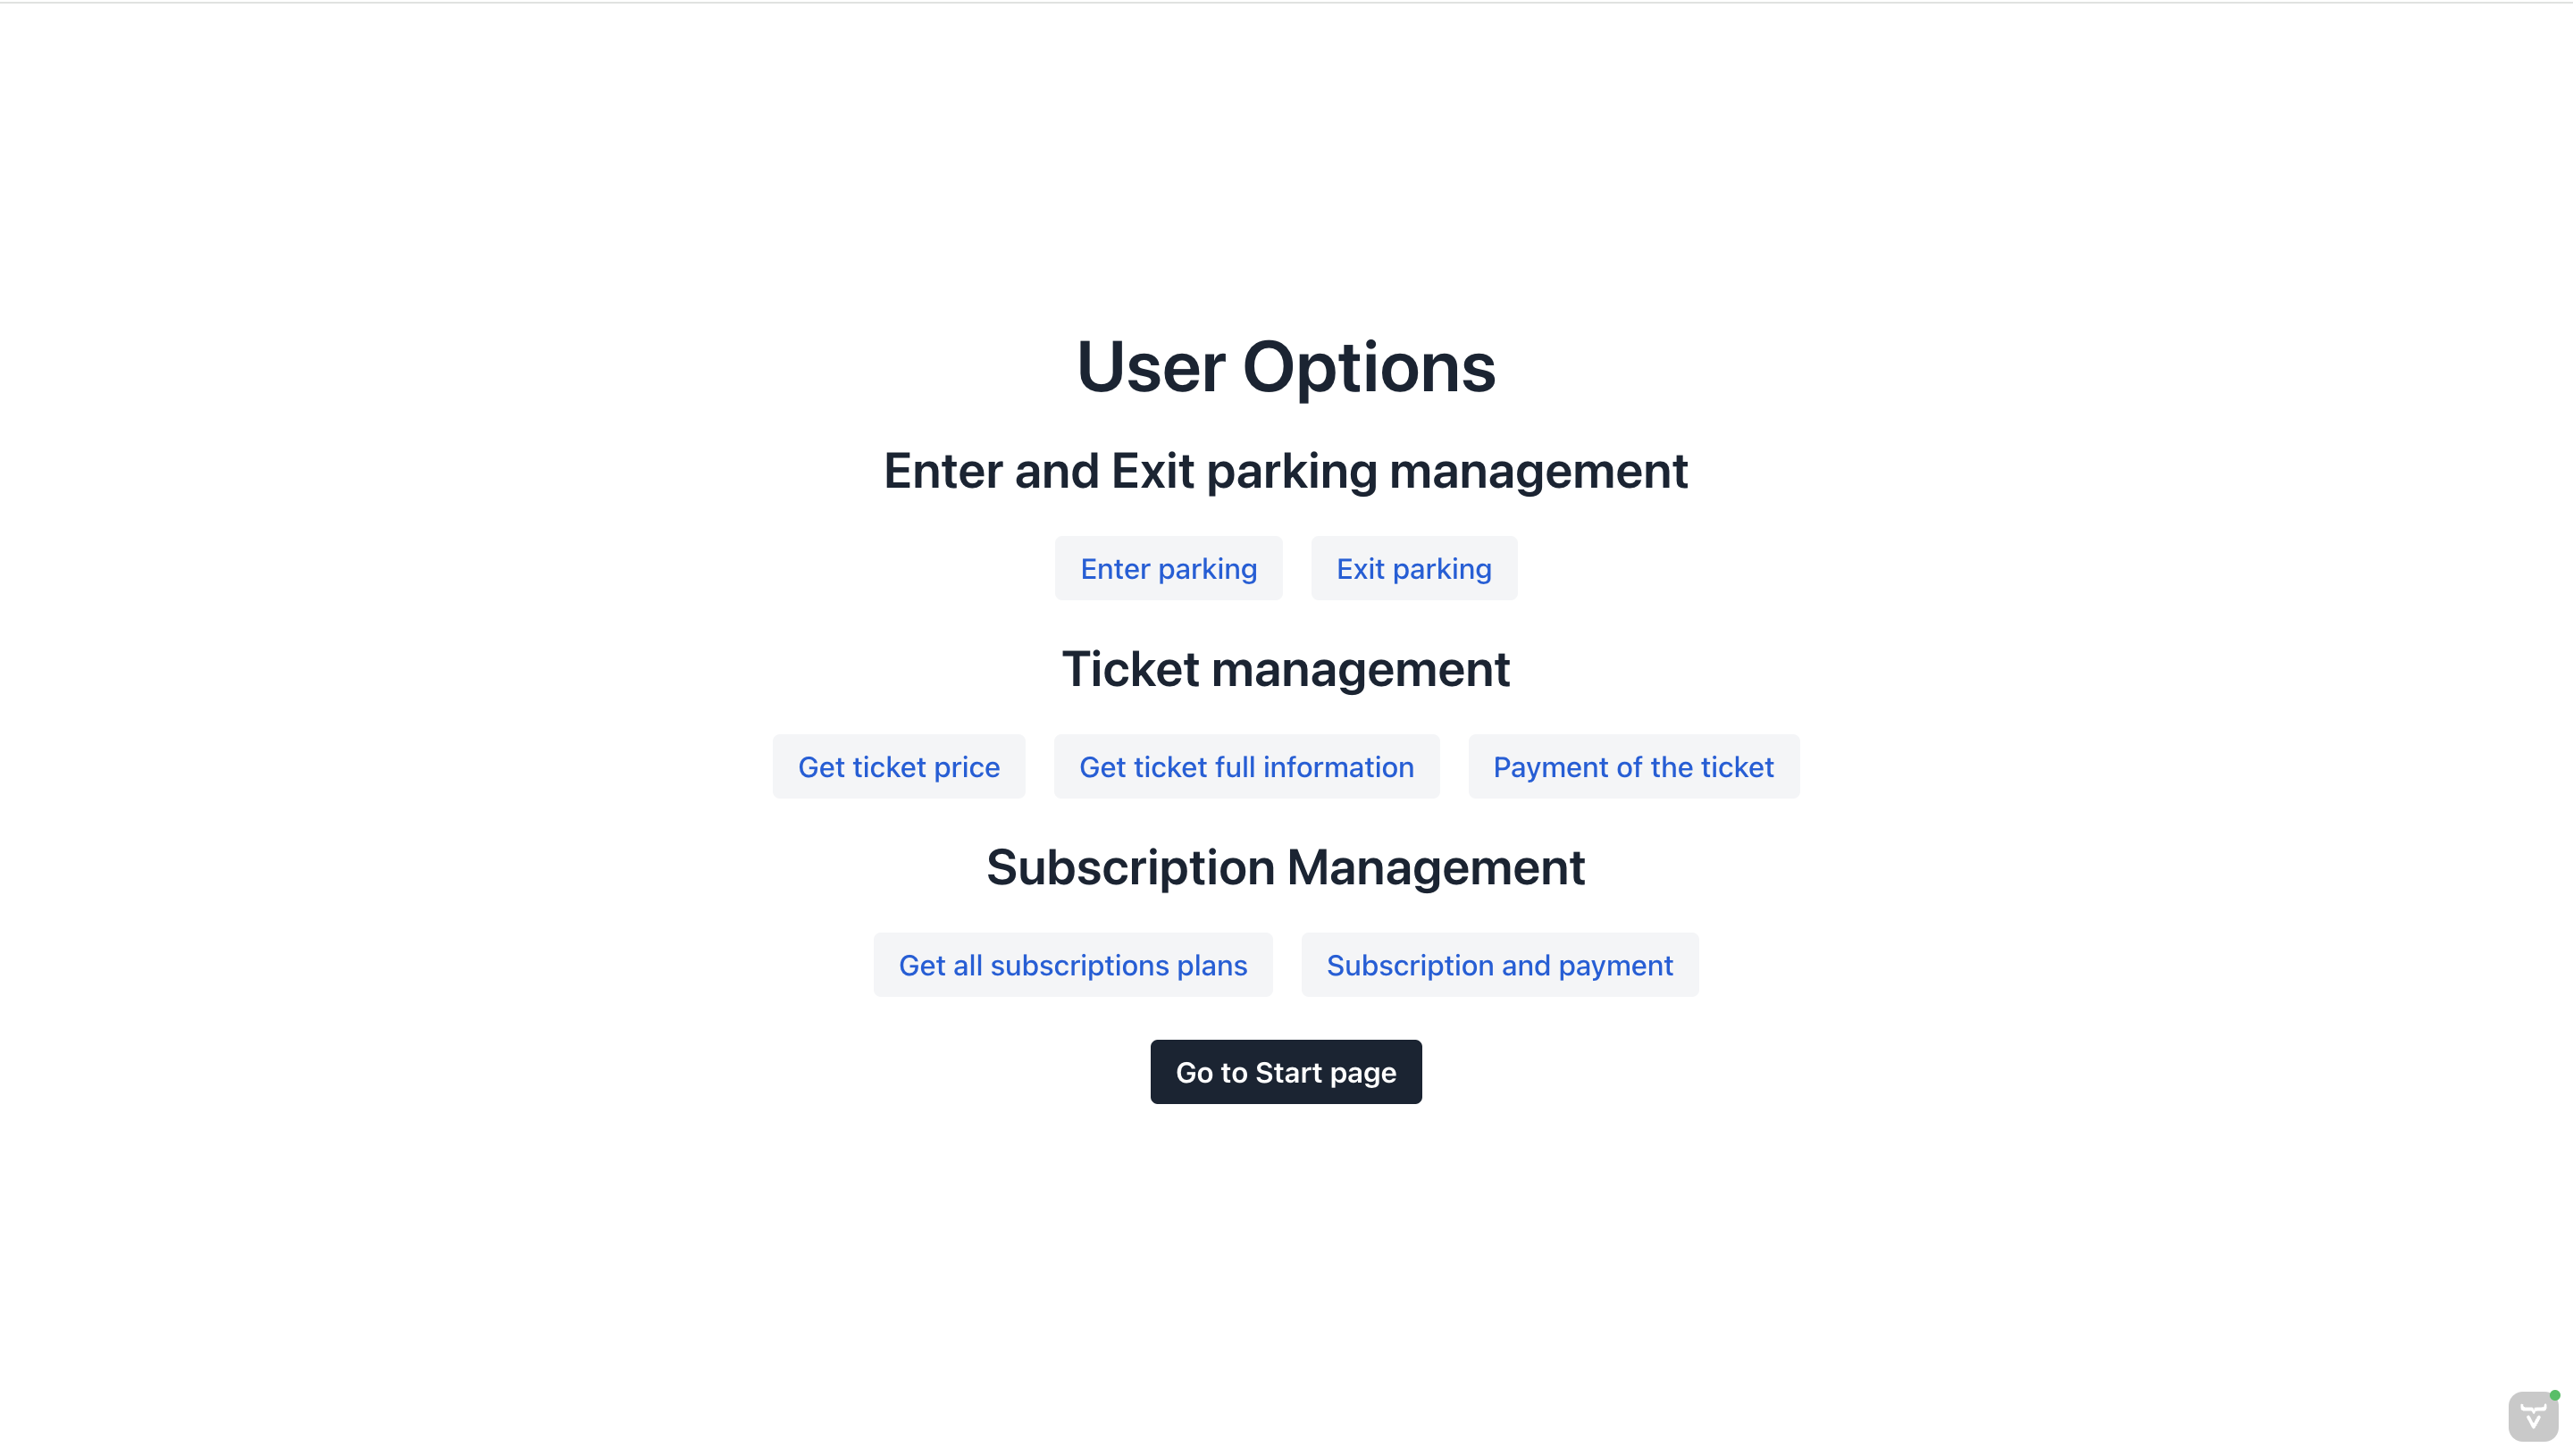 User Options
Enter and Exit parking management
Enter parking Exit parking
Ticket management
Get ticket price Get ticket full information Payment of the ticket
Subscription Management
Get all subscriptions plans Subscription and payment
Go to Start page